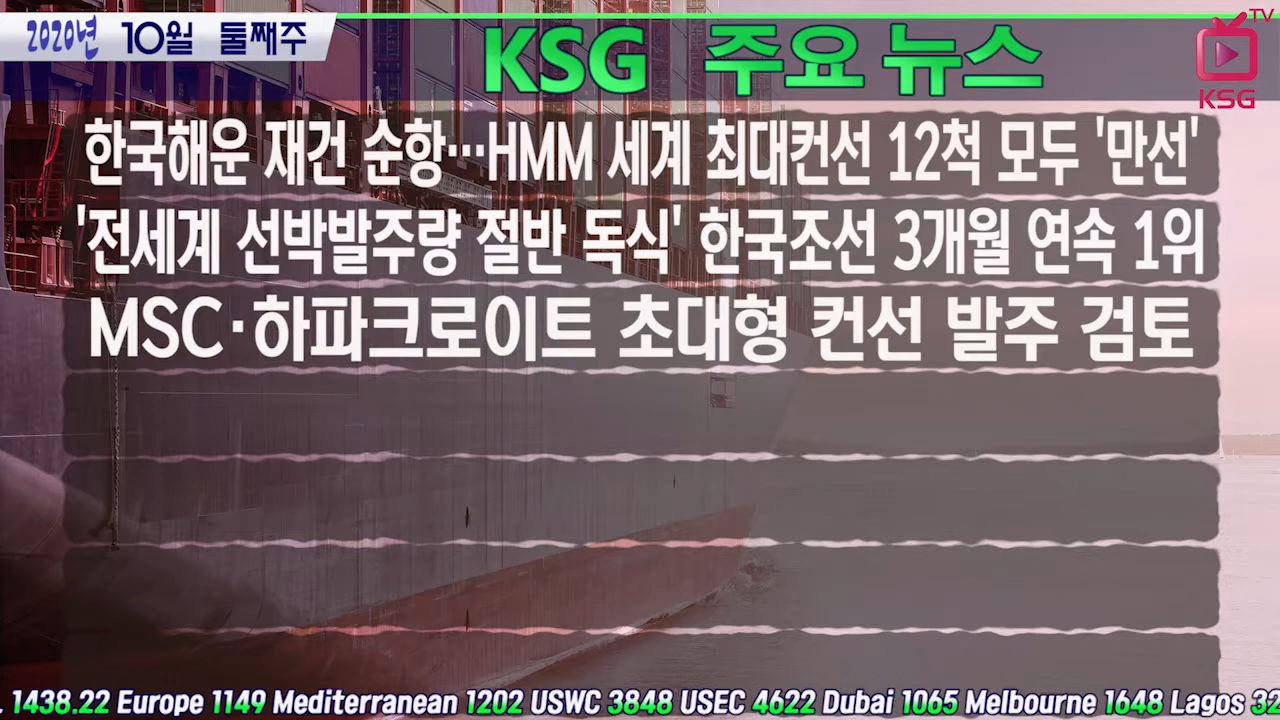 2020년 10월 둘째주
KSG 주요 뉴스
TV
KSG
한국해운 재건 순항…HMM 세계 최대컨선 12척 모두 '만선'
'전세계 선박발주량 절반 독식' 한국조선 3개월 연속 1위
MSC·하파크로이트 초대형 컨선 발주 검토
1438.22 Europe 1149 Mediterranean 1202 USWC 3848 USEC 4622 Dubai 1065 Melbourne 1648 Lagos